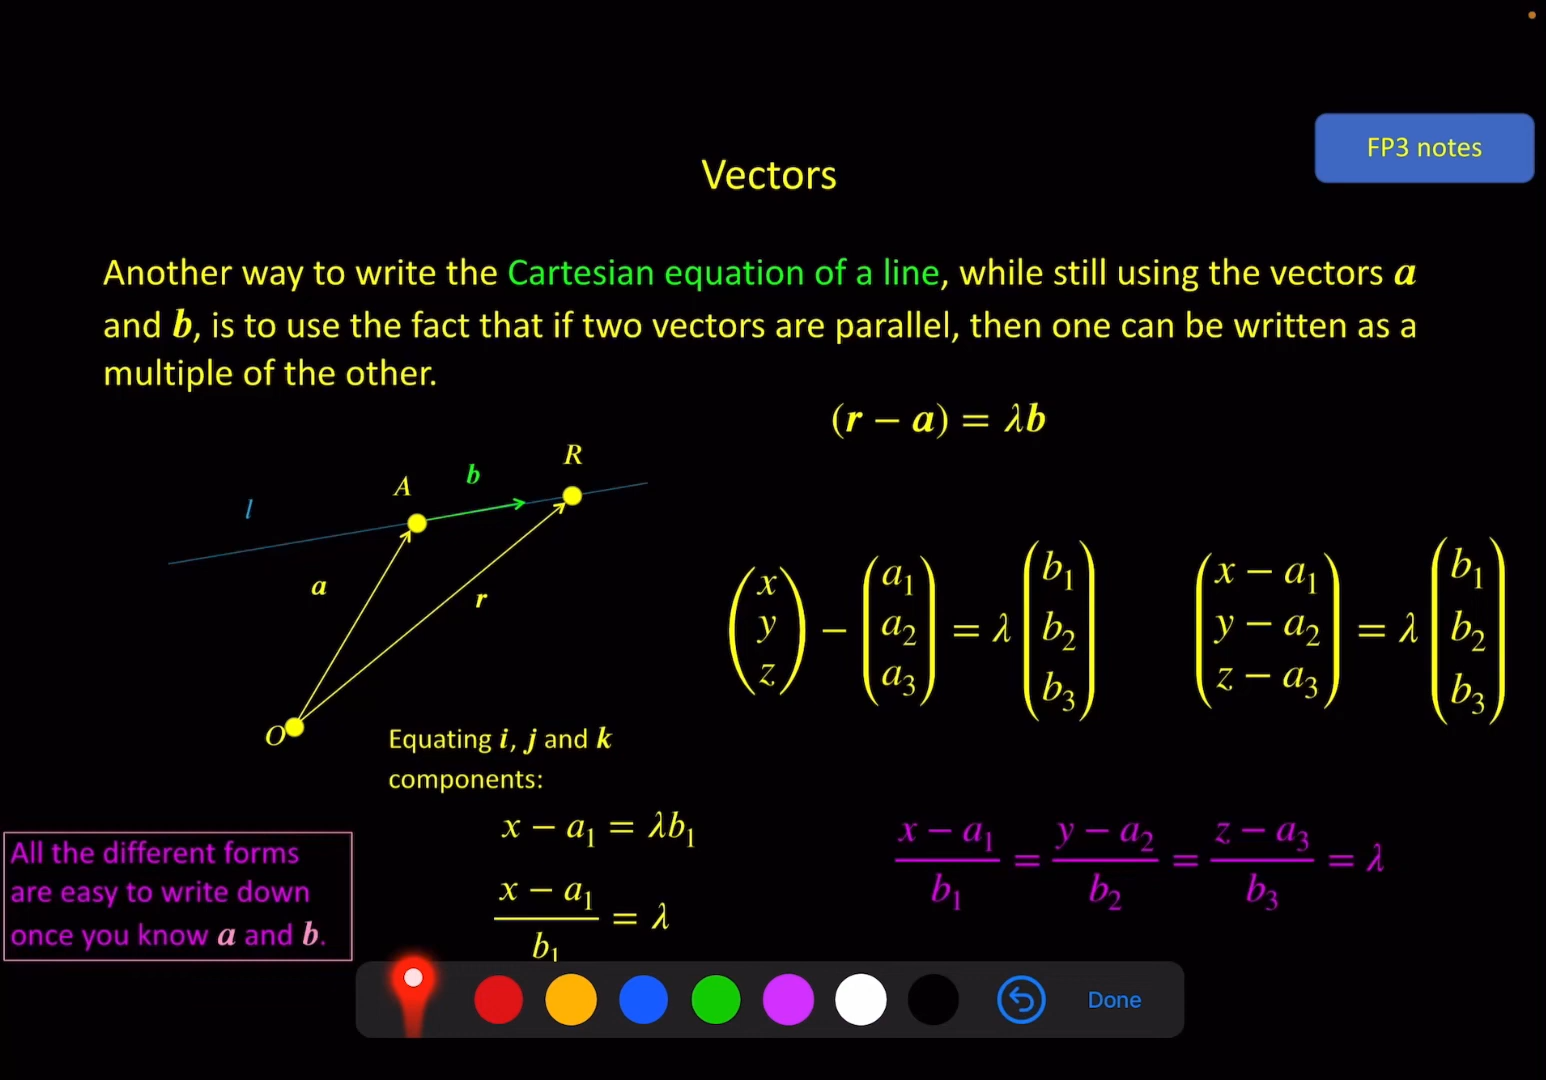 FP3 notes
Vectors
Another way to write the Cartesian equation of a line, while still using the vectors a
and b, is to use the fact that if two vectors are parallel, then one can be written as a
multiple of the other.
(r − a) = λb
R
b
A
l
a
r
O
(x y z) − (a₁ a₂ a₃) = λ (b₁ b₂ b₃)
(x − a₁ y − a₂ z − a₃) = λ (b₁ b₂ b₃)
Equating i, j and k
components:
x − a₁ = λb₁
(x − a₁)/b₁ = λ
(x − a₁)/b₁ = (y − a₂)/b₂ = (z − a₃)/b₃ = λ
All the different forms
are easy to write down
once you know a and b.
Done